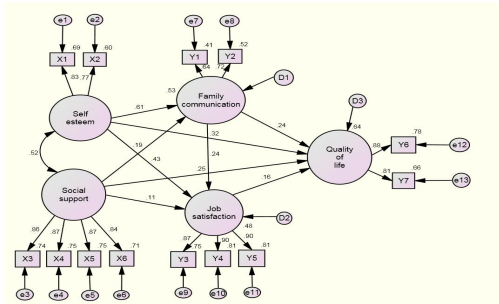 e1 e2 e7 e8
.69 .60 .41 .52
X1 X2 Y1 Y2
.83 .77 .64 .72
D1
.53
Family
communication
Self
esteem
.61
D3
.32 .24 .64
.19 .43 .24
Quality
of
life
.78
Y6 e12
.88
.52 .25 .16
.81 .66
Y7 e13
Social
support
.11
Job
satisfaction
D2
.48
.86 .87 .87 .84
.74 .75 .75 .71
X3 X4 X5 X6
.87 .90 .90
.75 .81 .81
Y3 Y4 Y5
e3 e4 e5 e6 e9 e10 e11